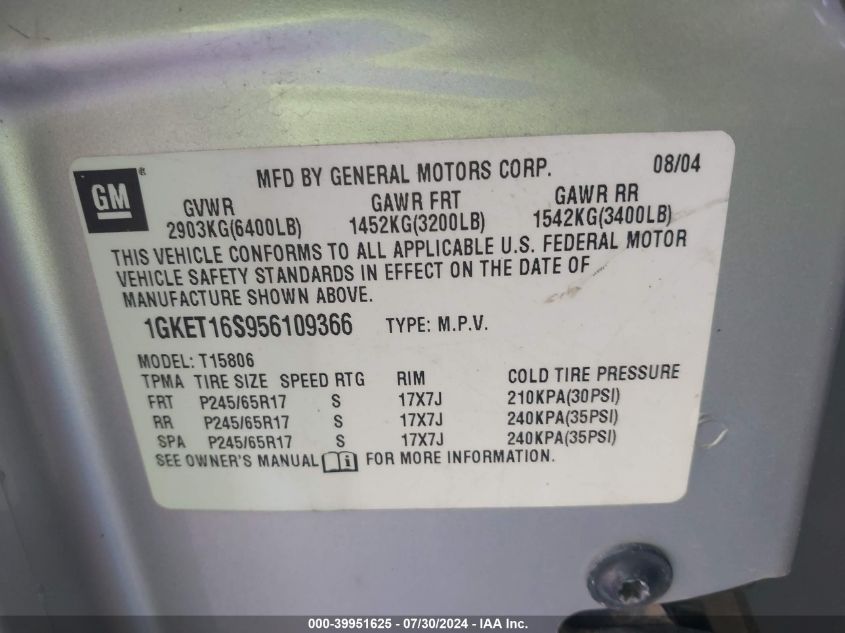 GM ®
MFD BY GENERAL MOTORS CORP. 08/04
GVWR GAWR FRT GAWR RR
2903KG(6400LB) 1452KG(3200LB) 1542KG(3400LB)
THIS VEHICLE CONFORMS TO ALL APPLICABLE U.S. FEDERAL MOTOR
VEHICLE SAFETY STANDARDS IN EFFECT ON THE DATE OF
MANUFACTURE SHOWN ABOVE.
1GKET16S956109366 TYPE: M.P.V.
MODEL: T15806
TPMA TIRE SIZE SPEED RTG RIM COLD TIRE PRESSURE
FRT P245/65R17 S 17X7J 210KPA(30PSI)
RR P245/65R17 S 17X7J 240KPA(35PSI)
SPA P245/65R17 S 17X7J 240KPA(35PSI)
SEE OWNER'S MANUAL i FOR MORE INFORMATION.
000-39951625 - 07/30/2024 - IAA Inc.